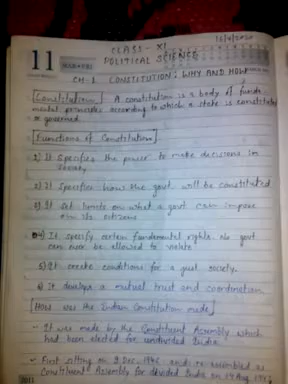 CLASS - XI
11
POLITICAL SCIENCE
CH-1 CONSTITUTION: WHY AND HOW
[Constitution] A constitution is a body of funda
mental principles according to which a state is constituted
or governed.
[Functions of Constitution]
1) It specifies the power to make decisions in
society
2) It specifies how the govt will be constituted
3) It set limits on what a govt can impose
on its citizens
4) It specify certain fundamental rights. No govt
can ever be allowed to violate
5) It create conditions for a just society.
6) It develops a mutual trust and coordination
[How was the Indian Constitution made]
It was made by the Constituent Assembly which
had been elected for undivided India
First sitting on 9 Dec. 1946 and re-assembled as
Constituent Assembly for divided India on 14 Aug 1947
2011